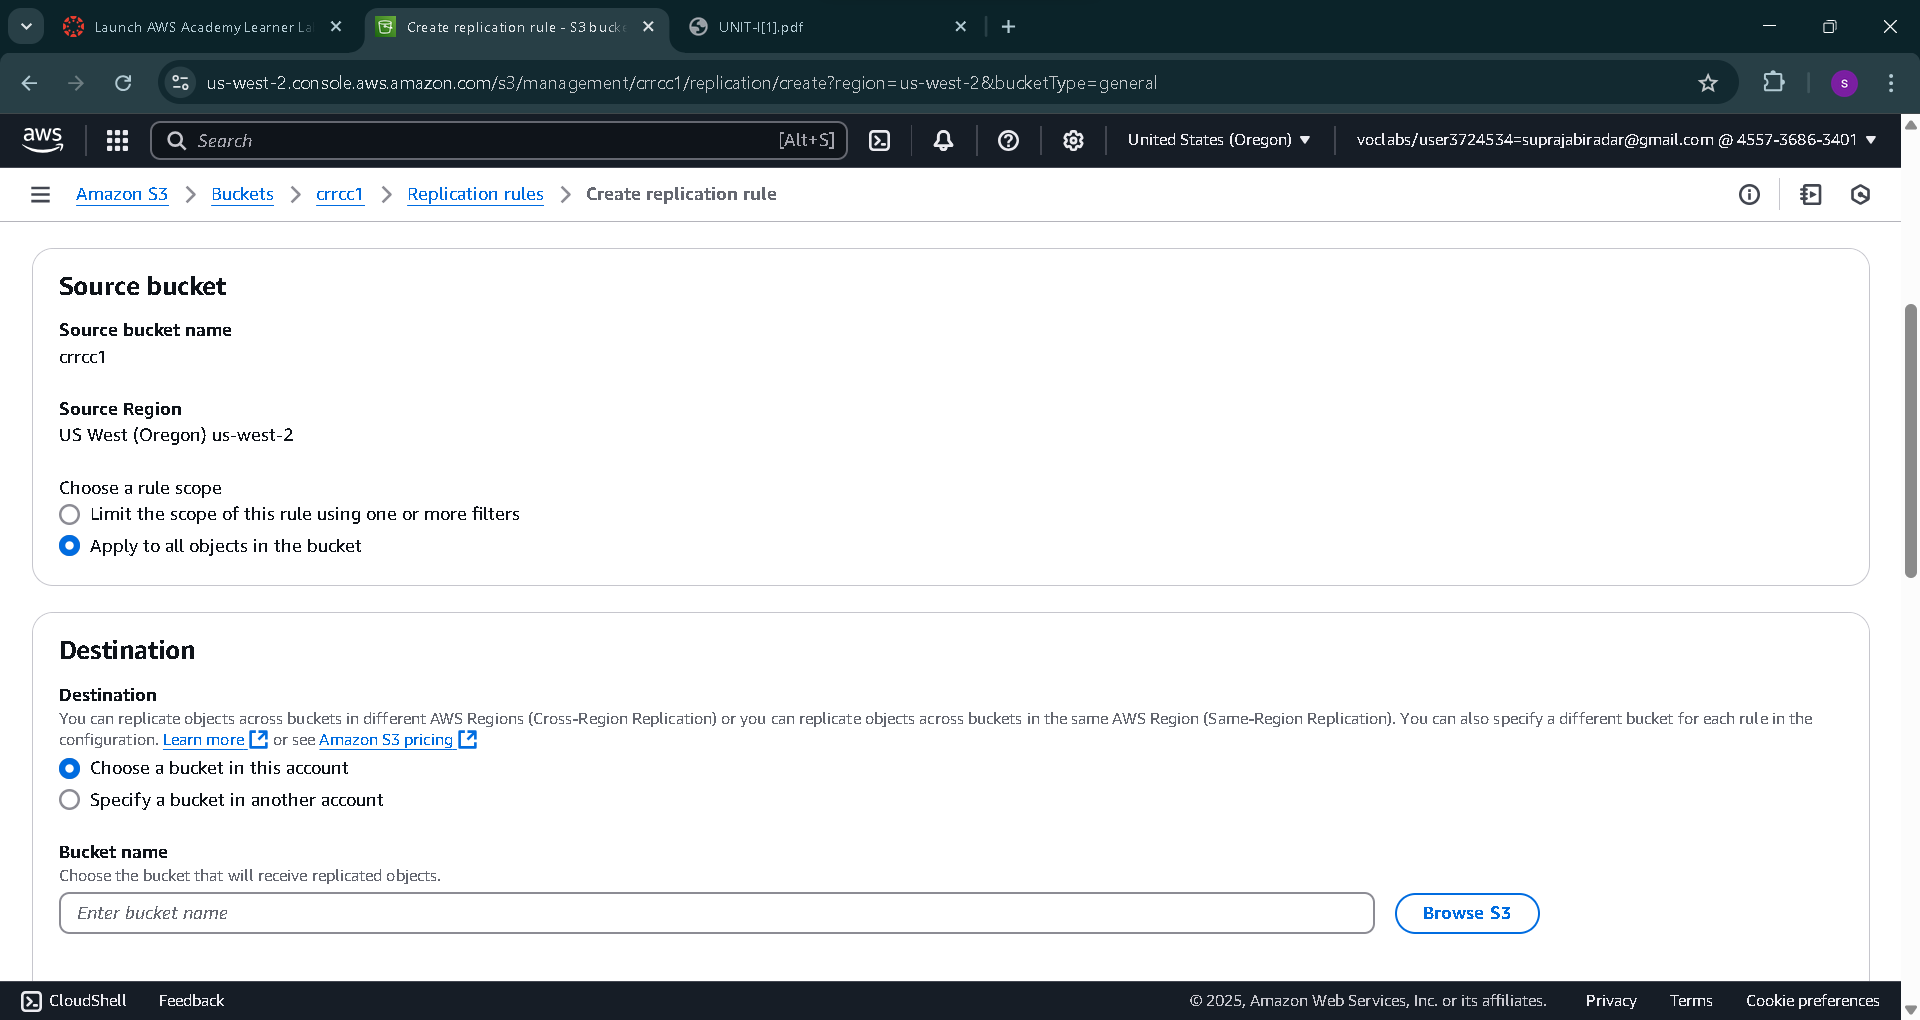 Launch AWS Academy Learner La
Create replication rule - S3 bucke
UNIT-I[1].pdf
us-west-2.console.aws.amazon.com/s3/management/crrcc1/replication/create?region=us-west-2&bucketType=general
S
aws
Search
[Alt+S]
United States (Oregon)
voclabs/user3724534=suprajabiradar@gmail.com @ 4557-3686-3401
Amazon S3
Buckets
crrcc1
Replication rules
Create replication rule
Source bucket
Source bucket name
crrcc1
Source Region
US West (Oregon) us-west-2
Choose a rule scope
Limit the scope of this rule using one or more filters
Apply to all objects in the bucket
Destination
Destination
You can replicate objects across buckets in different AWS Regions (Cross-Region Replication) or you can replicate objects across buckets in the same AWS Region (Same-Region Replication). You can also specify a different bucket for each rule in the
configuration. Learn more or see Amazon S3 pricing
Choose a bucket in this account
Specify a bucket in another account
Bucket name
Choose the bucket that will receive replicated objects.
Enter bucket name
Browse S3
CloudShell
Feedback
© 2025, Amazon Web Services, Inc. or its affiliates.
Privacy
Terms
Cookie preferences